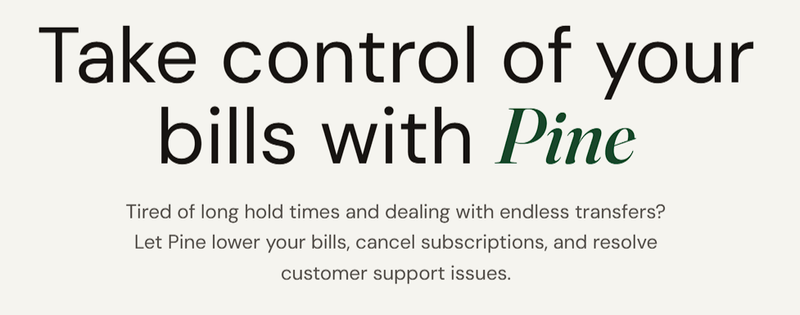 Take control of your
bills with Pine
Tired of long hold times and dealing with endless transfers?
Let Pine lower your bills, cancel subscriptions, and resolve
customer support issues.